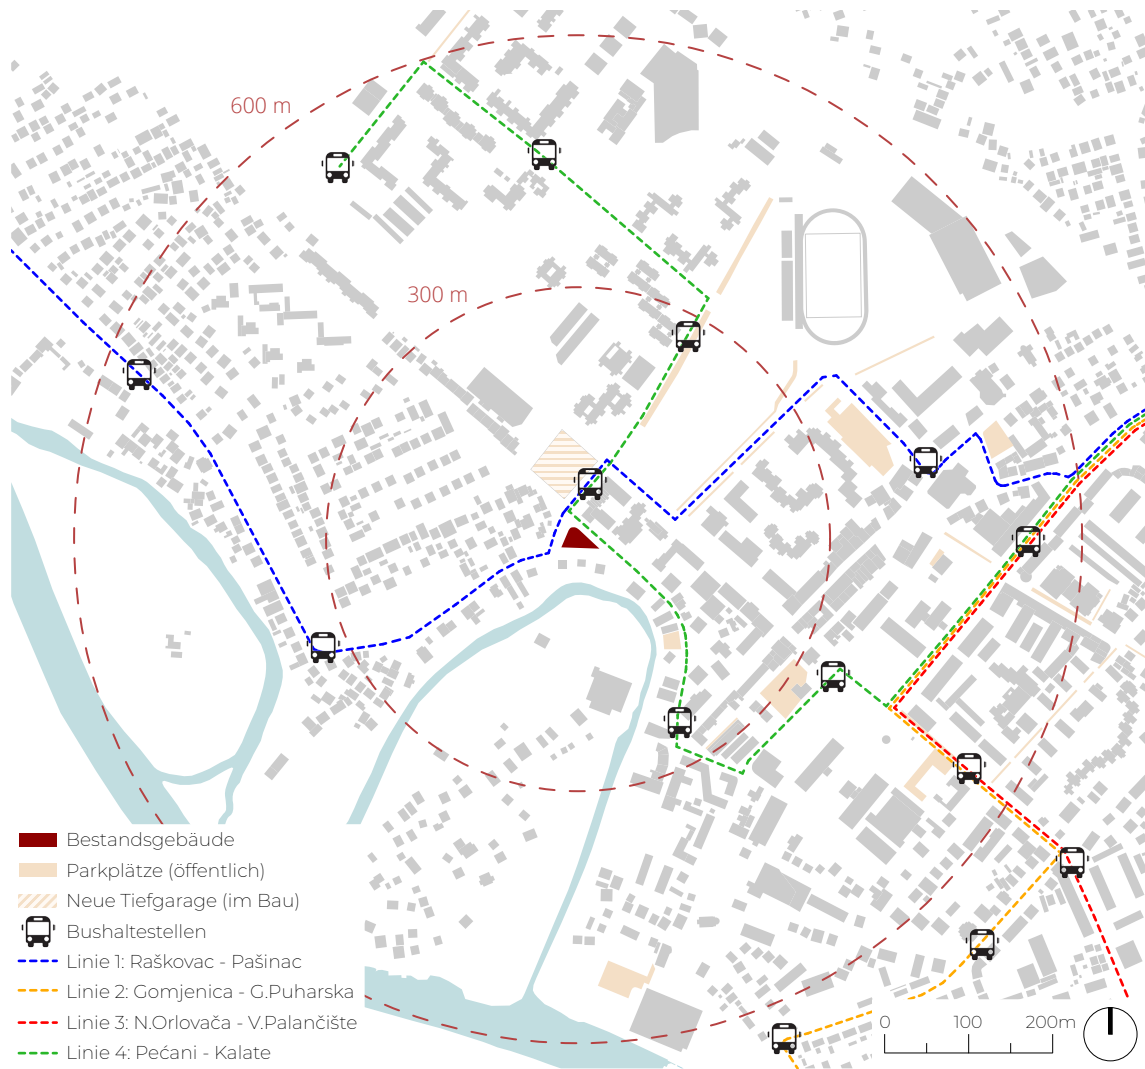 600 m
300 m
Bestandsgebäude
Parkplätze (öffentlich)
Neue Tiefgarage (im Bau)
Bushaltestellen
Linie 1: Raškovac - Pašinac
Linie 2: Gomjenica - G.Puharska
Linie 3: N.Orlovača - V.Palančište
Linie 4: Pećani - Kalate
0 100 200m